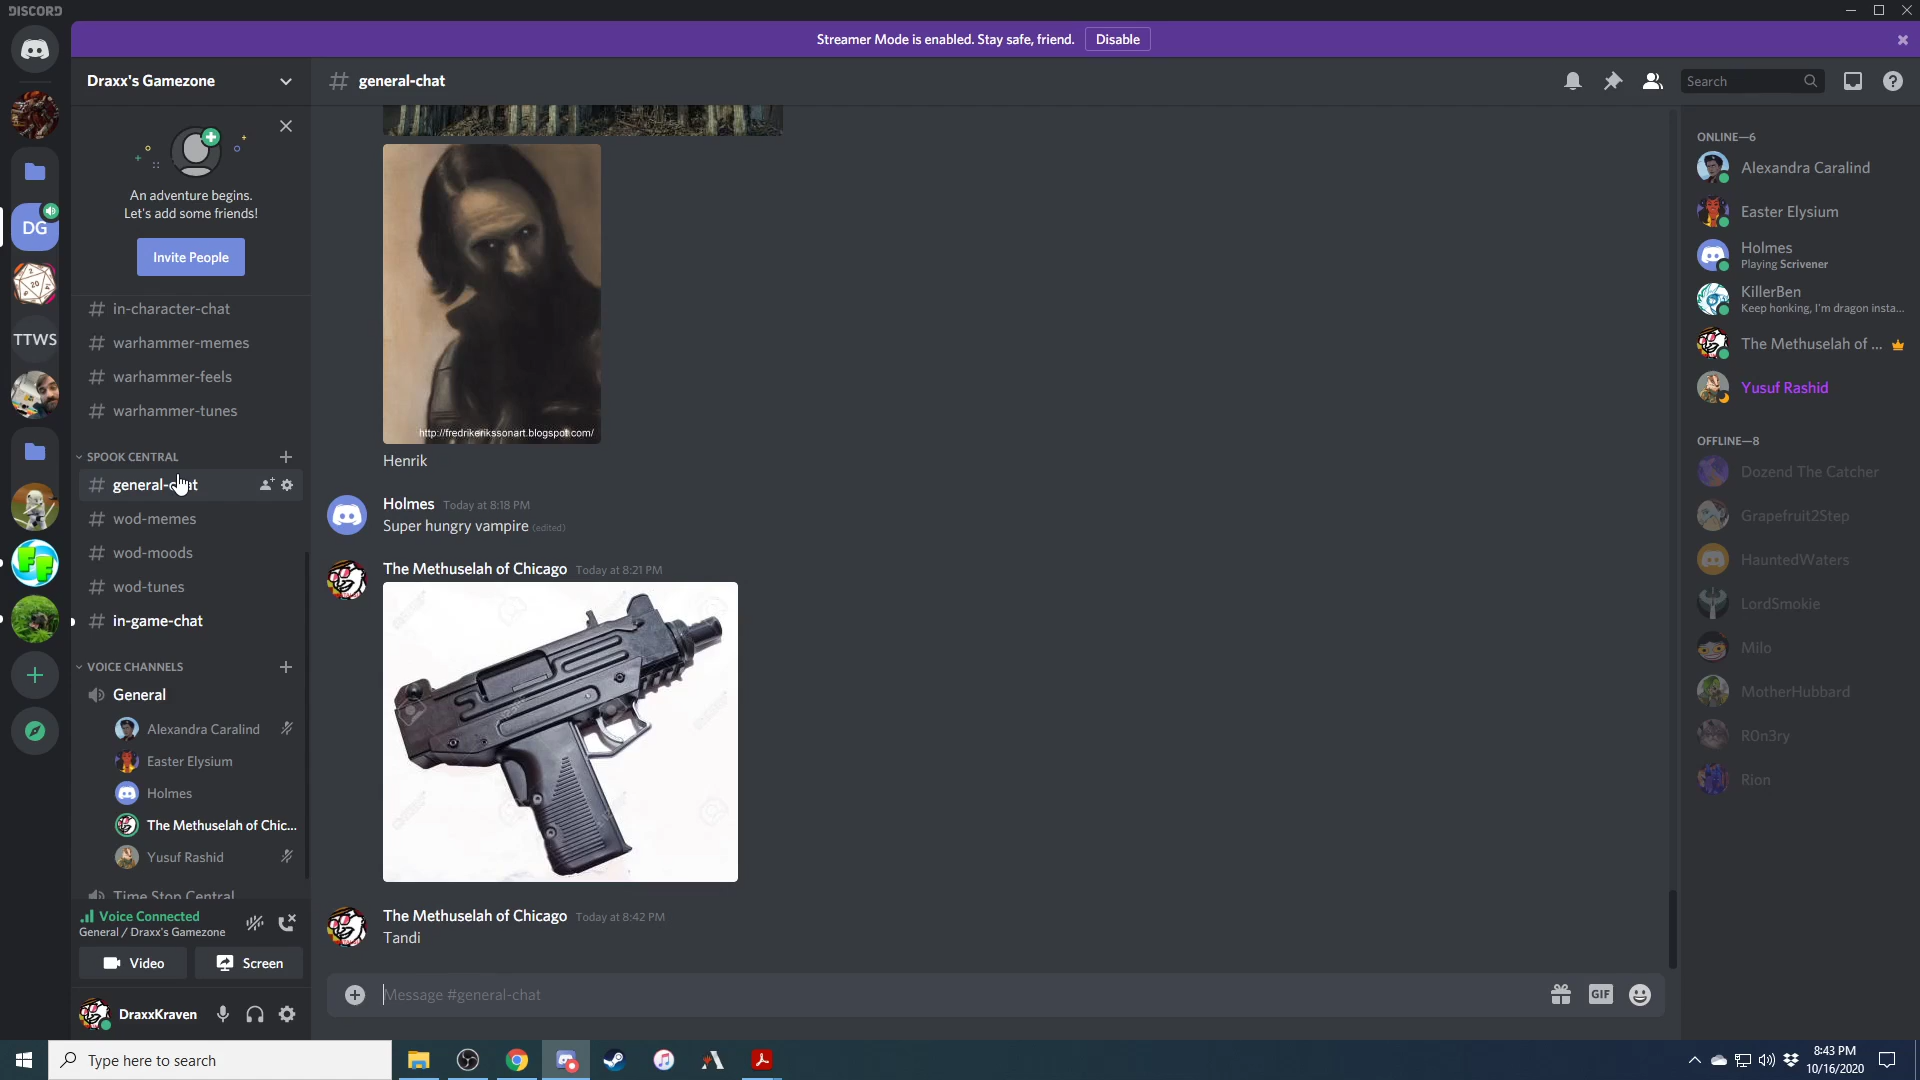 DISCORD
Streamer Mode is enabled. Stay safe, friend.
Disable
Draxx's Gamezone
general-chat
Search
An adventure begins.
Let's add some friends!
Invite People
DG
TTWS
in-character-chat
warhammer-memes
warhammer-feels
warhammer-tunes
SPOOK CENTRAL
general-chat
wod-memes
wod-moods
wod-tunes
in-game-chat
VOICE CHANNELS
General
Alexandra Caralind
Easter Elysium
Holmes
The Methuselah of Chic...
Yusuf Rashid
Time Stop Central
Voice Connected
General / Draxx's Gamezone
Video
Screen
DraxxKraven
http://fredrikerikssonart.blogspot.com/
Henrik
Holmes Today at 8:18 PM
Super hungry vampire (edited)
The Methuselah of Chicago Today at 8:21 PM
The Methuselah of Chicago Today at 8:42 PM
Tandi
Message #general-chat
GIF
ONLINE—6
Alexandra Caralind
Easter Elysium
Holmes
Playing Scrivener
KillerBen
Keep honking, I'm dragon insta...
The Methuselah of ...
Yusuf Rashid
OFFLINE—8
Dozend The Catcher
Grapefruit2Step
HauntedWaters
LordSmokie
Milo
MotherHubbard
R0n3ry
Rion
Type here to search
8:43 PM
10/16/2020